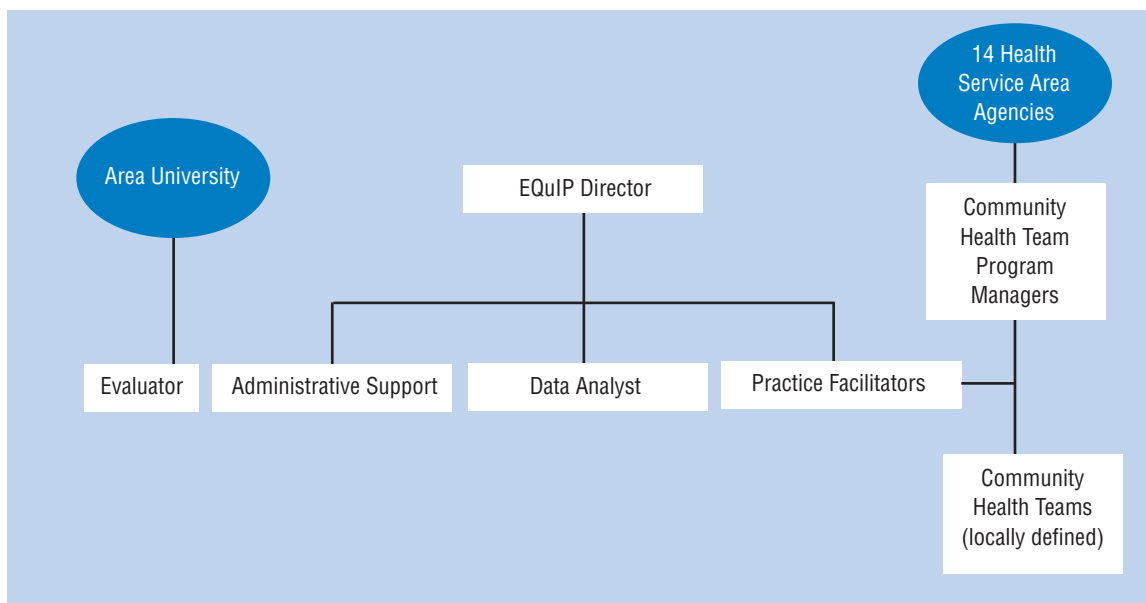 14 Health
Service Area
Agencies
Area University
EQuIP Director
Community
Health Team
Program
Managers
Evaluator
Administrative Support
Data Analyst
Practice Facilitators
Community
Health Teams
(locally defined)